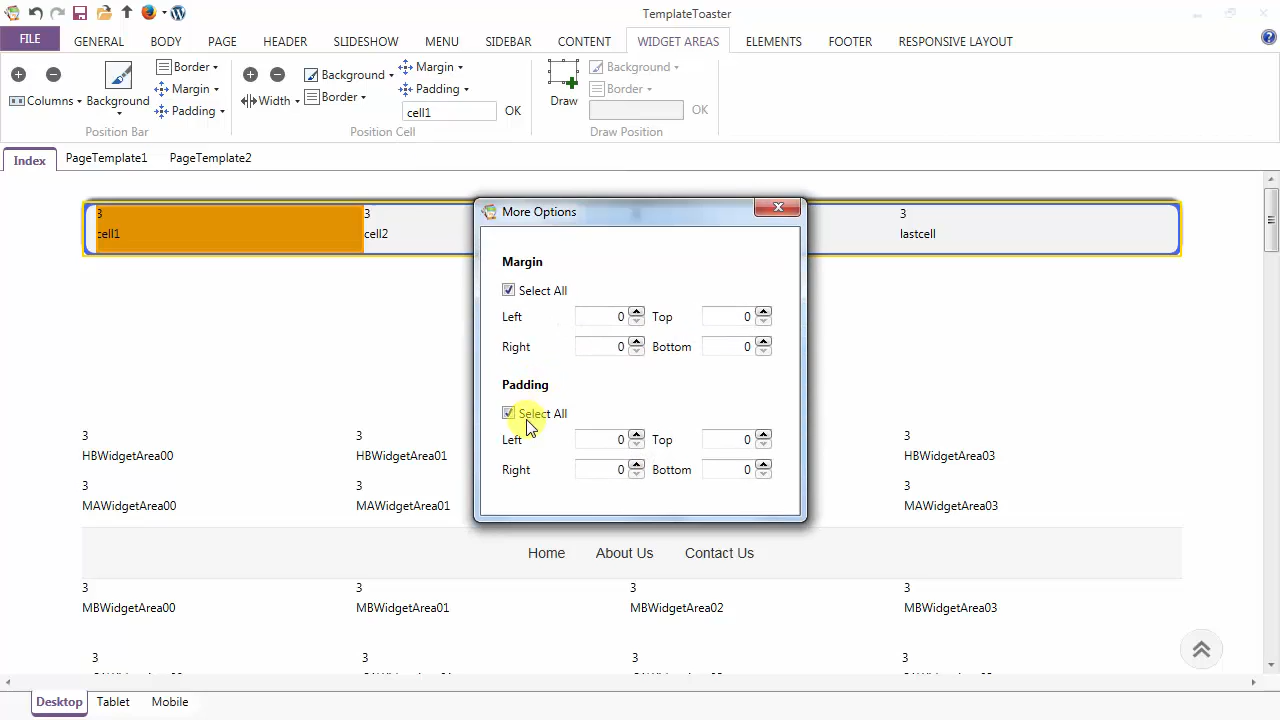 TemplateToaster
FILE GENERAL BODY PAGE HEADER SLIDESHOW MENU SIDEBAR CONTENT WIDGET AREAS ELEMENTS FOOTER RESPONSIVE LAYOUT
Border Background Margin Background
Margin Padding Border
Columns Background Padding Width Border cell1 OK Draw OK
Position Bar Position Cell Draw Position
Index PageTemplate1 PageTemplate2
More Options
3 3 3
cell1 cell2 lastcell
Margin
Select All
Left 0 Top 0
Right 0 Bottom 0
Padding
Select All
Left 0 Top 0
Right 0 Bottom 0
3 3 3
HBWidgetArea00 HBWidgetArea01 HBWidgetArea03
3 3 3
MAWidgetArea00 MAWidgetArea01 MAWidgetArea03
Home About Us Contact Us
3 3 3 3
MBWidgetArea00 MBWidgetArea01 MBWidgetArea02 MBWidgetArea03
3 3 3 3
Desktop Tablet Mobile